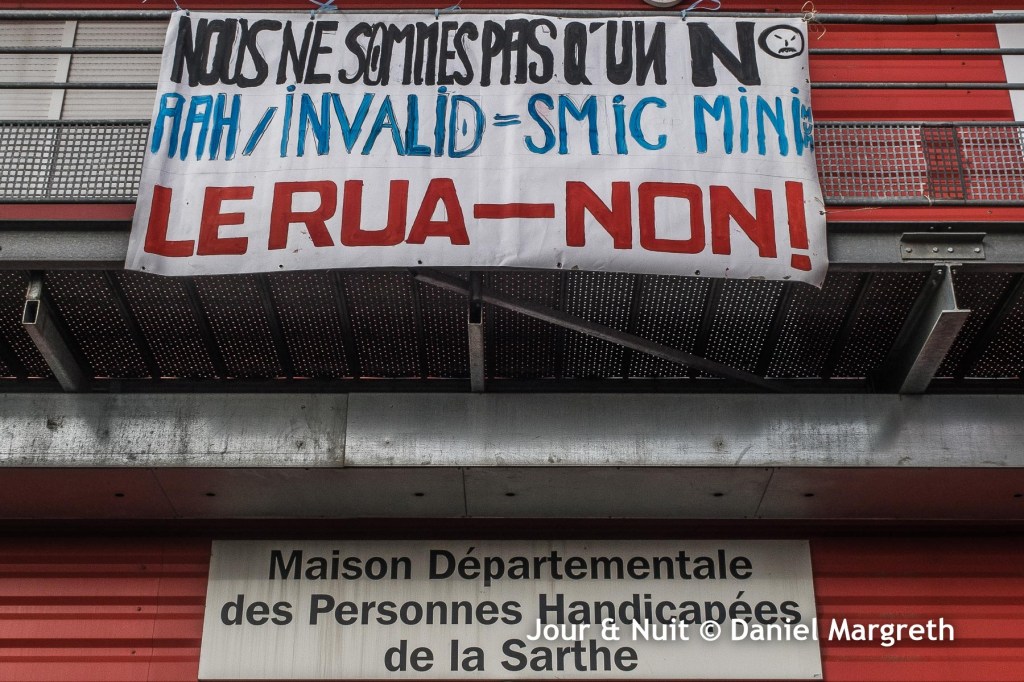 NOUS NE SOMMES PAS Q'UN N°
AAH / INVALID = SMIC MINI
LE RUA — NON !
Maison Départementale
des Personnes Handicapées
de la Sarthe
Jour & Nuit © Daniel Margreth